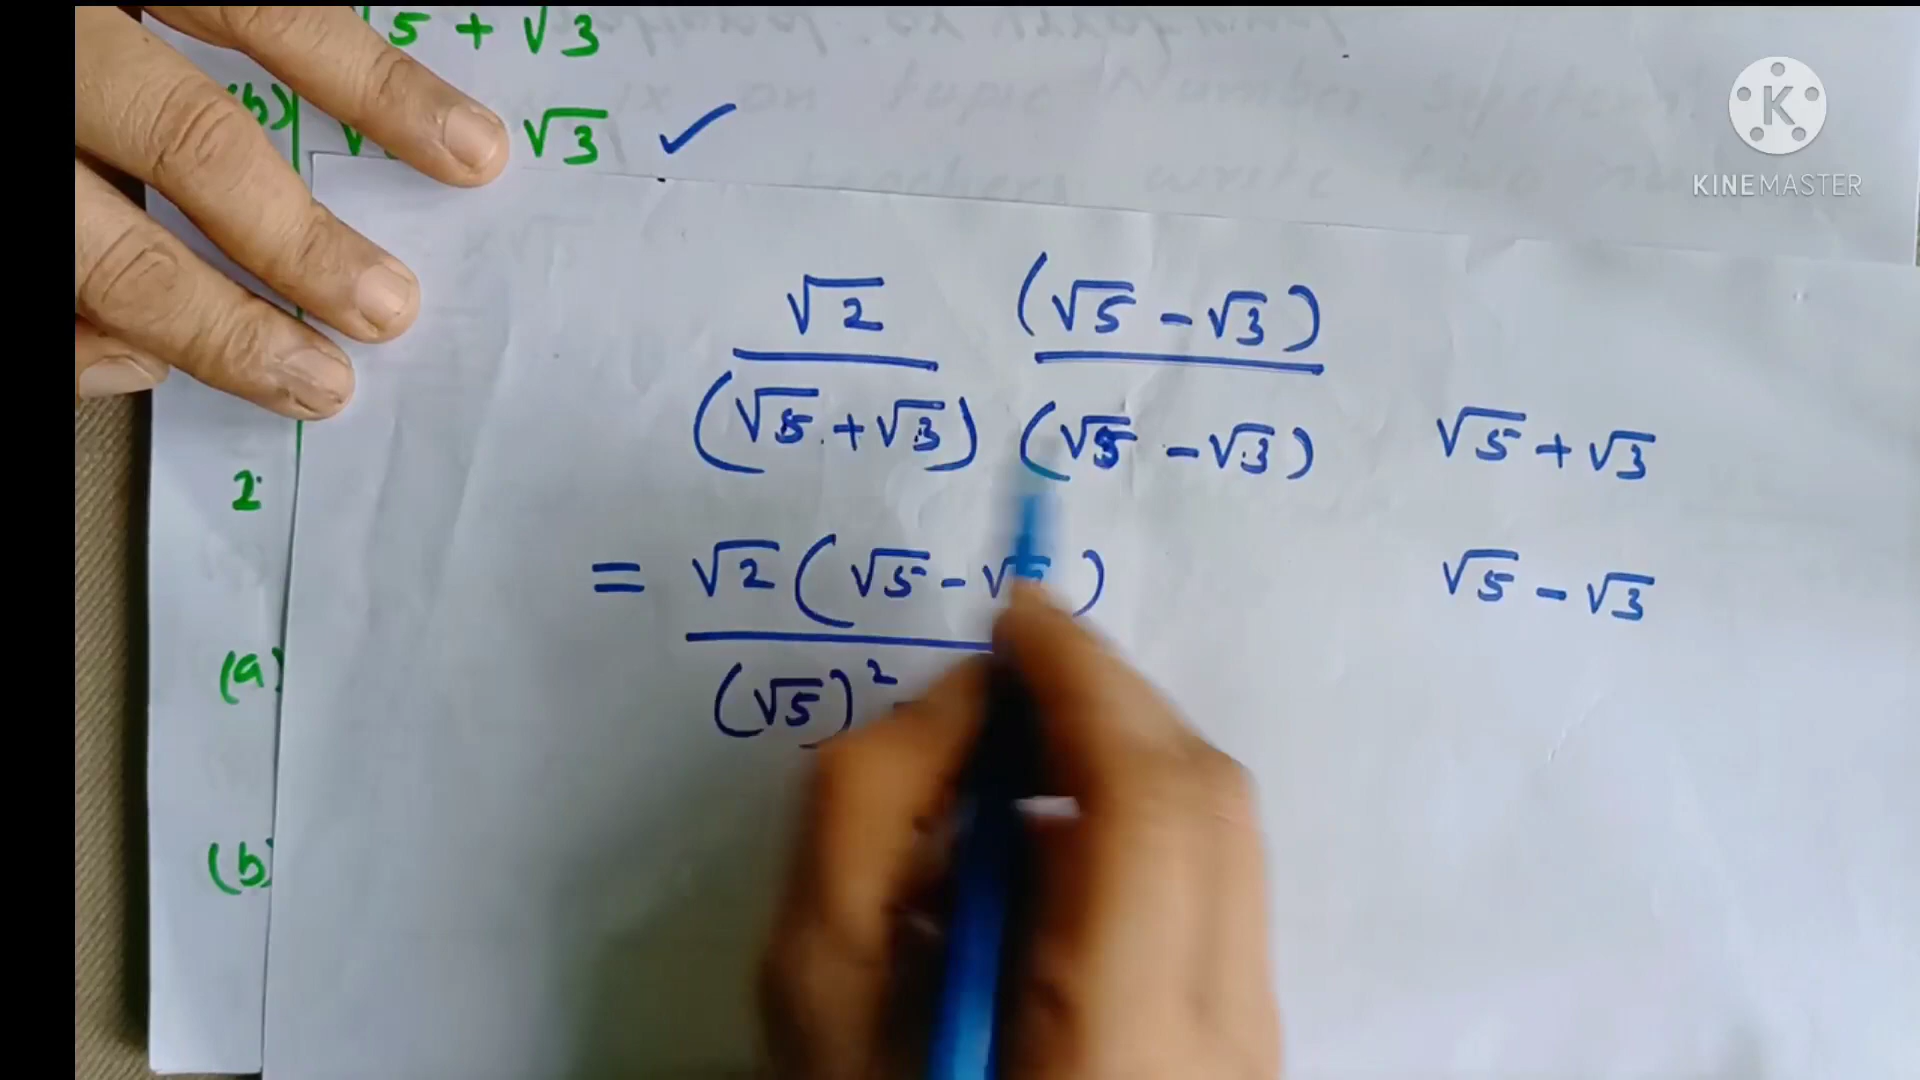 5 + √3
(b) √3 ✓
KINEMASTER
√2 (√5 - √3)
(√5 + √3) (√5 - √3) √5 + √3
2
= √2 (√5 - √ ) √5 - √3
(a)
(√5)² -
(b)